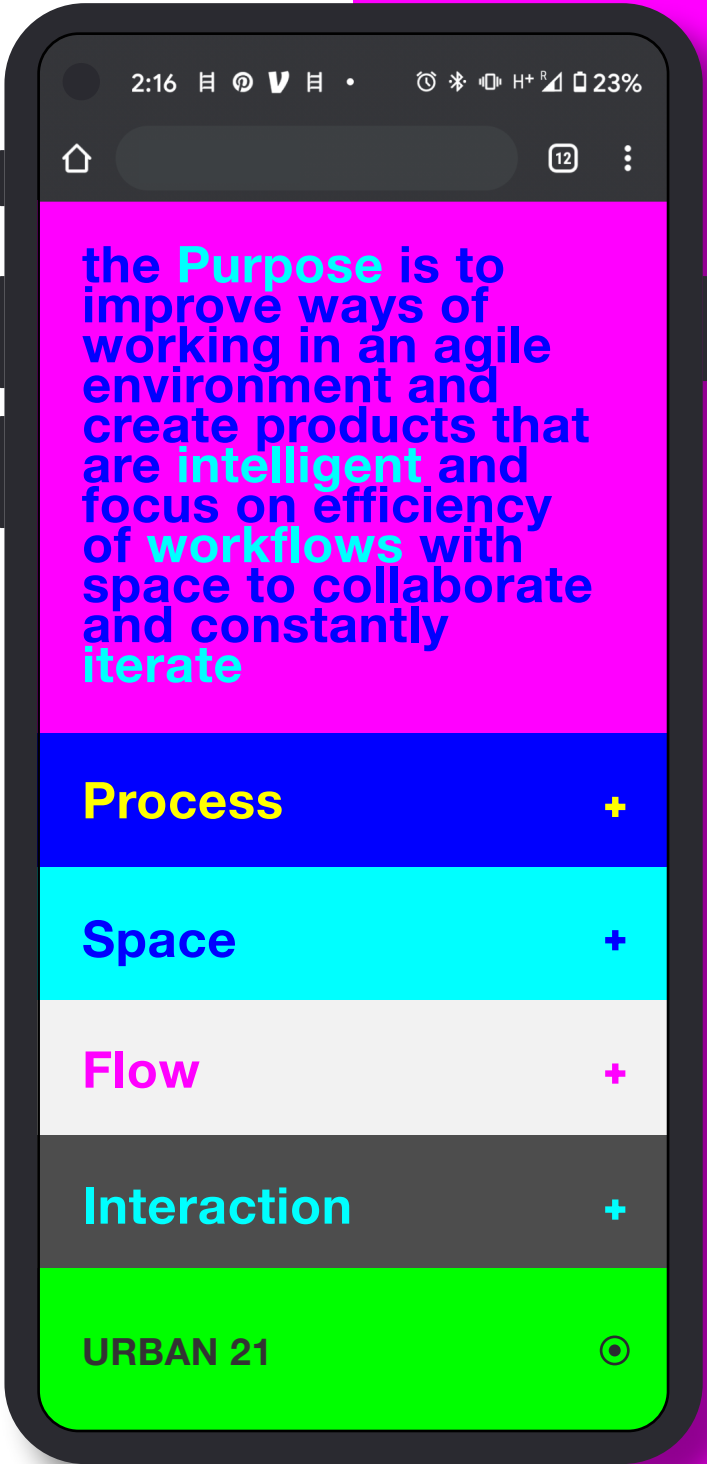 2:16
H+ R 23%
12
the Purpose is to
improve ways of
working in an agile
environment and
create products that
are intelligent and
focus on efficiency
of workflows with
space to collaborate
and constantly
iterate
Process +
Space +
Flow +
Interaction +
URBAN 21